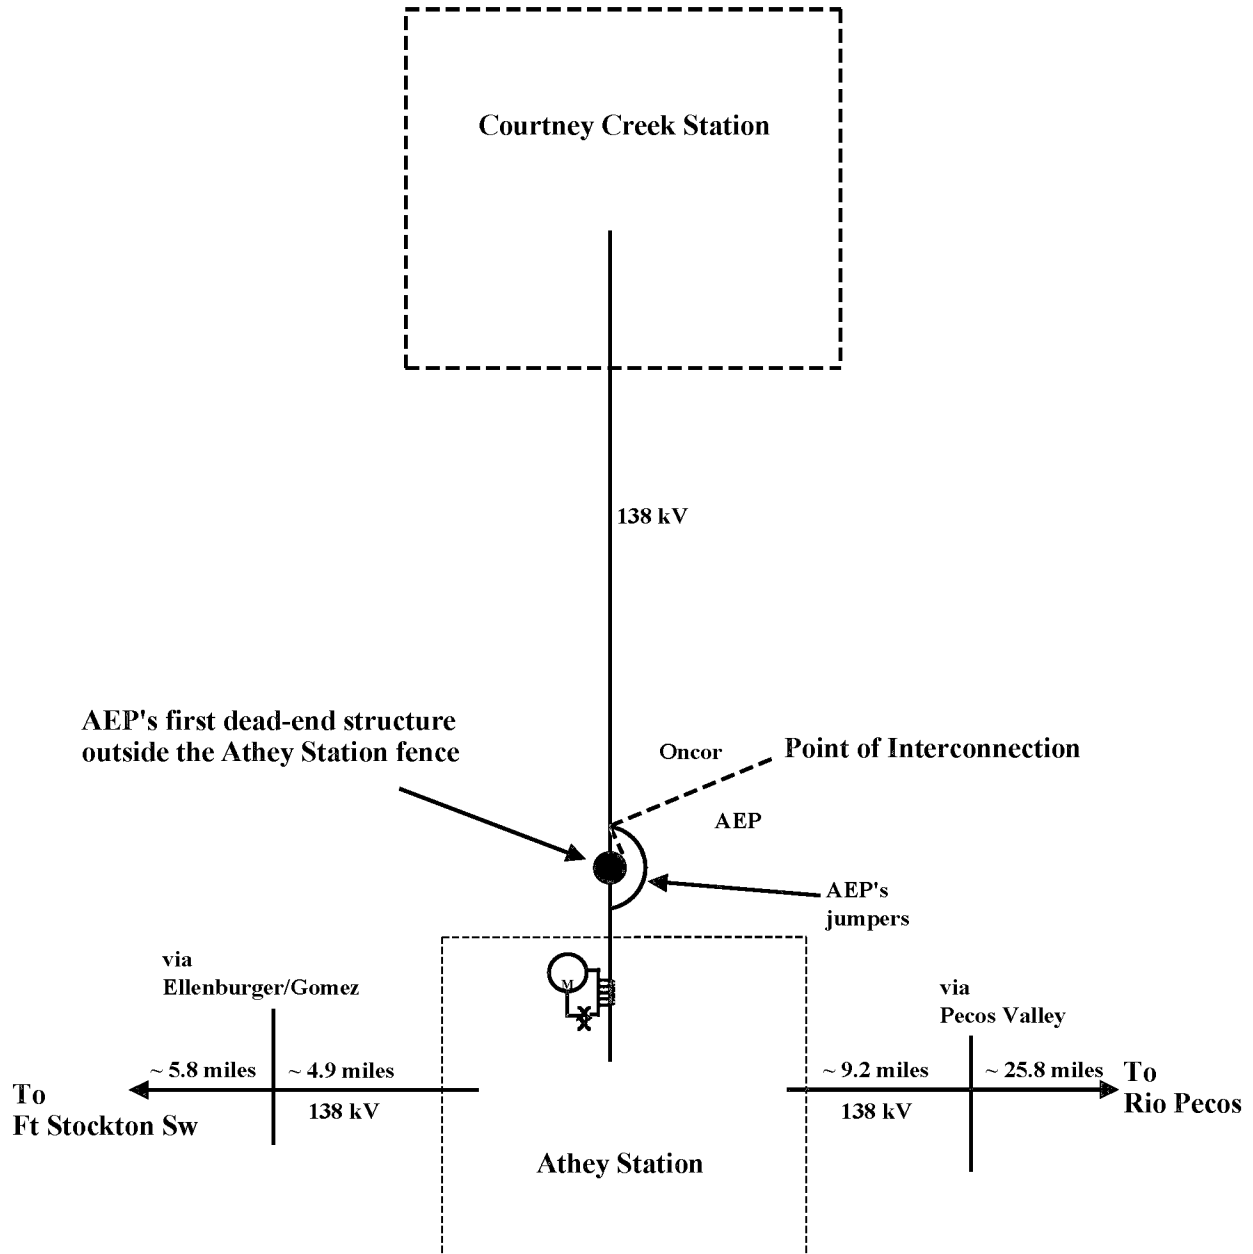 Courtney Creek Station
138 kV
AEP's first dead-end structure
outside the Athey Station fence
Oncor
Point of Interconnection
AEP
AEP's
jumpers
M
via
Ellenburger/Gomez
via
Pecos Valley
~ 5.8 miles
~ 4.9 miles
~ 9.2 miles
~ 25.8 miles
To
Ft Stockton Sw
138 kV
138 kV
To
Rio Pecos
Athey Station